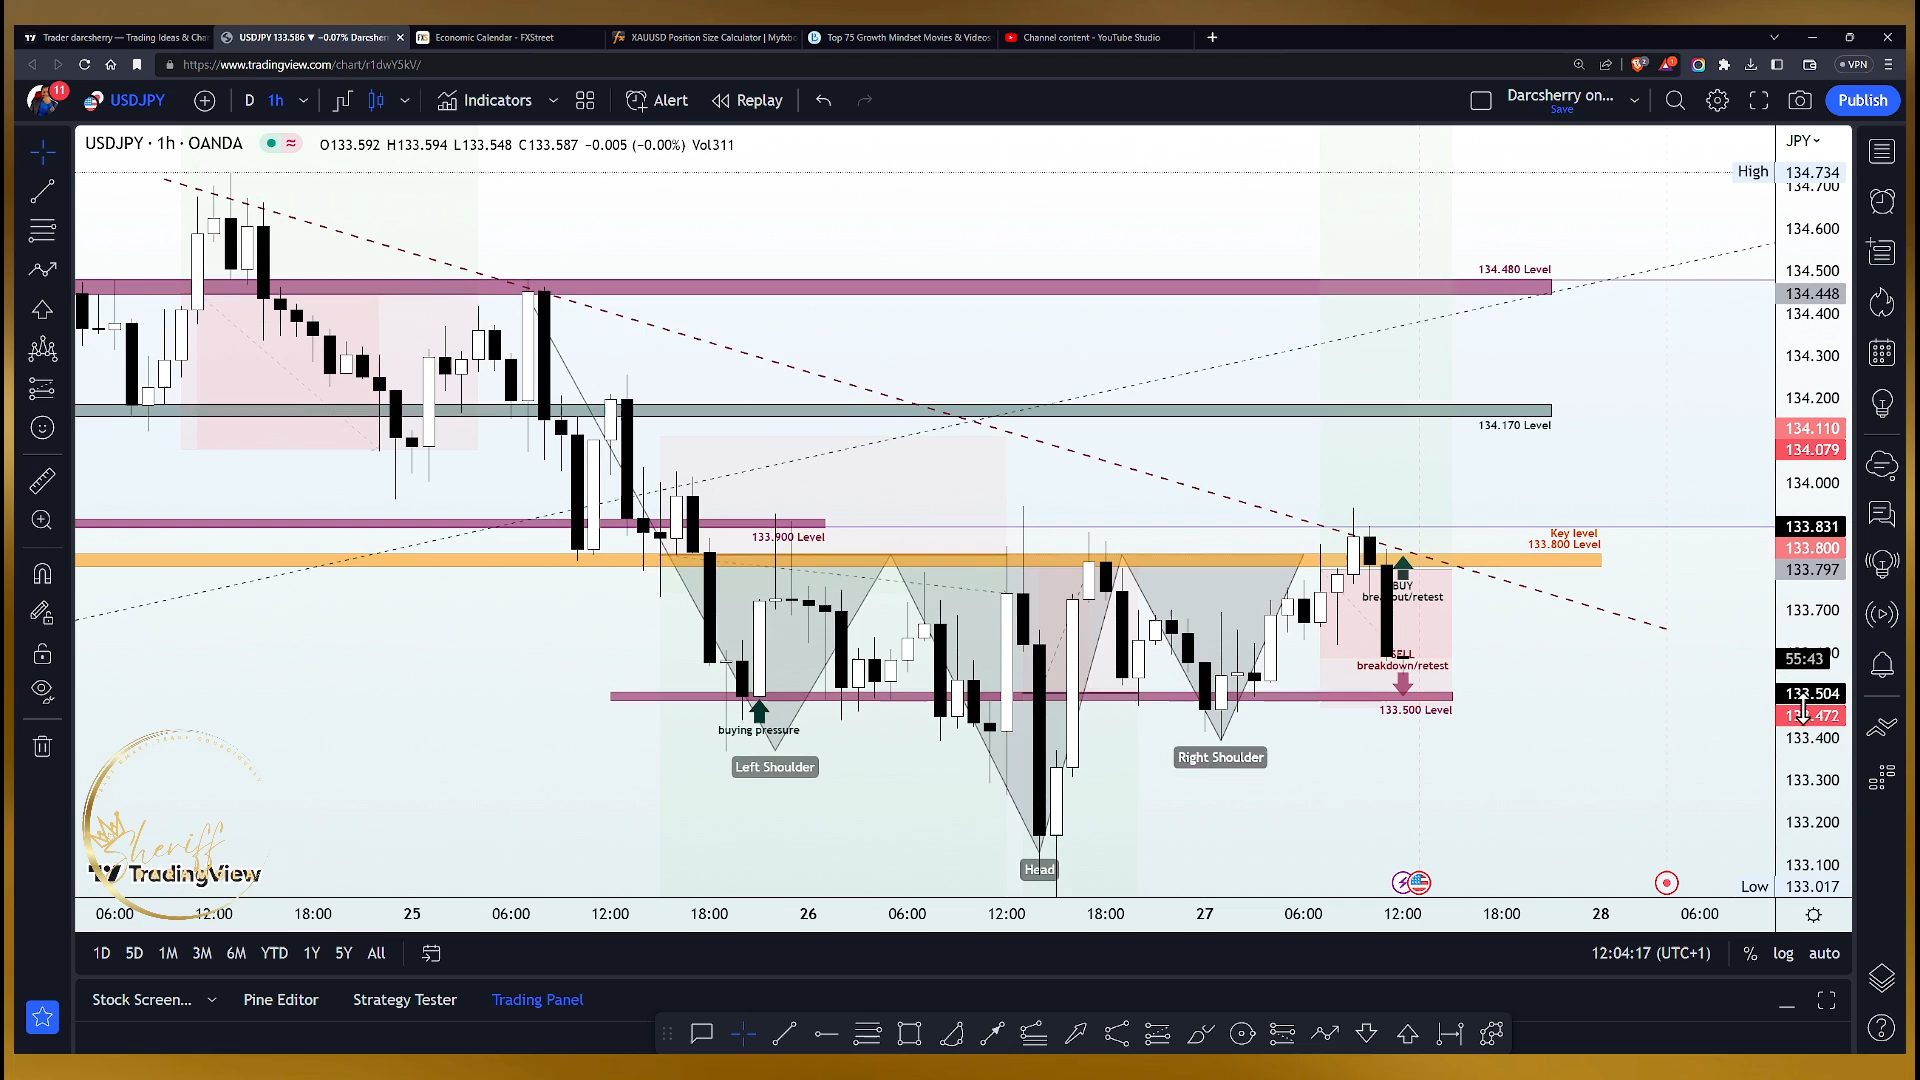 Trader darcsherry — Trading Ideas & Cha
USDJPY 133.586 ▼ −0.07% Darcsherr
Economic Calendar - FXStreet
XAUUSD Position Size Calculator | Myfxbo
Top 75 Growth Mindset Movies & Videos
Channel content - YouTube Studio
https://www.tradingview.com/chart/r1dwY5kV/
VPN
11
USDJPY
D
1h
Indicators
Alert
Replay
Darcsherry on...
Save
Publish
USDJPY · 1h · OANDA
O133.592 H133.594 L133.548 C133.587 −0.005 (−0.00%) Vol311
JPY
High
134.734
134.700
134.600
134.480 Level
134.500
134.448
134.400
134.300
134.200
134.170 Level
134.110
134.079
134.000
133.900 Level
133.831
Key level
133.800 Level
133.800
133.797
BUY
133.700
SELL
breakdown/retest
55:43
133.504
133.500 Level
buying pressure
133.400
Left Shoulder
Right Shoulder
133.300
133.200
Head
133.100
Low
133.017
Sheriff
TradingView
06:00
12:00
18:00
25
06:00
12:00
18:00
26
06:00
12:00
18:00
27
06:00
12:00
18:00
28
06:00
1D
5D
1M
3M
6M
YTD
1Y
5Y
All
12:04:17 (UTC+1)
%
log
auto
Stock Screen...
Pine Editor
Strategy Tester
Trading Panel